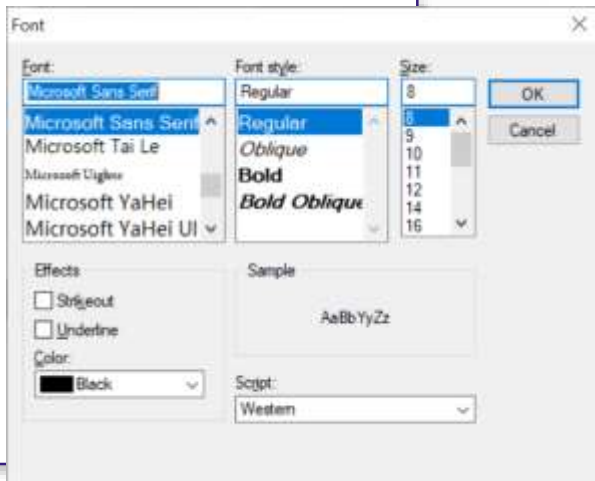 Font
Font: Font style: Size:
Microsoft Sans Serif Regular 8 OK
Microsoft Sans Serif Regular 8 Cancel
Microsoft Tai Le Oblique 9
Microsoft Uighur Bold 10
Microsoft YaHei Bold Oblique 11
Microsoft YaHei UI 12
14
16
Effects Sample
Strikeout AaBbYyZz
Underline
Color:
Black Script:
Western